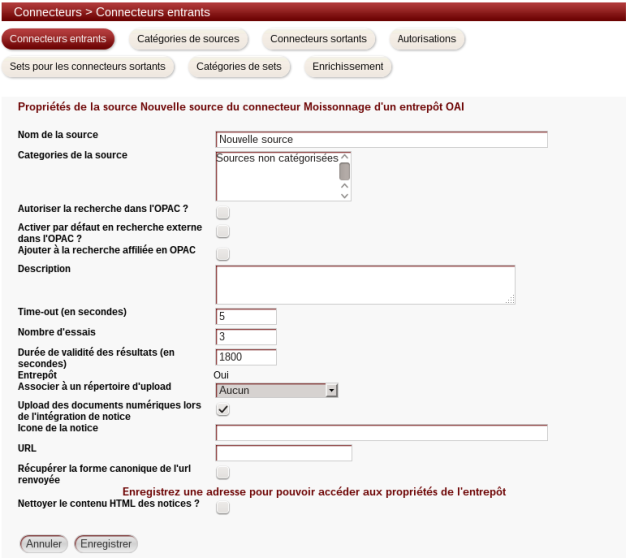 Connecteurs > Connecteurs entrants
Connecteurs entrants Catégories de sources Connecteurs sortants Autorisations
Sets pour les connecteurs sortants Catégories de sets Enrichissement
Propriétés de la source Nouvelle source du connecteur Moissonnage d'un entrepôt OAI
Nom de la source Nouvelle source
Categories de la source Sources non catégorisées
Autoriser la recherche dans l'OPAC ?
Activer par défaut en recherche externe
dans l'OPAC ?
Ajouter à la recherche affiliée en OPAC
Description
Time-out (en secondes) 5
Nombre d'essais 3
Durée de validité des résultats (en
secondes) 1800
Entrepôt Oui
Associer à un répertoire d'upload Aucun
Upload des documents numériques lors
de l'intégration de notice
Icone de la notice
URL
Récupérer la forme canonique de l'url
renvoyée
Enregistrez une adresse pour pouvoir accéder aux propriétés de l'entrepôt
Nettoyer le contenu HTML des notices ?
Annuler Enregistrer